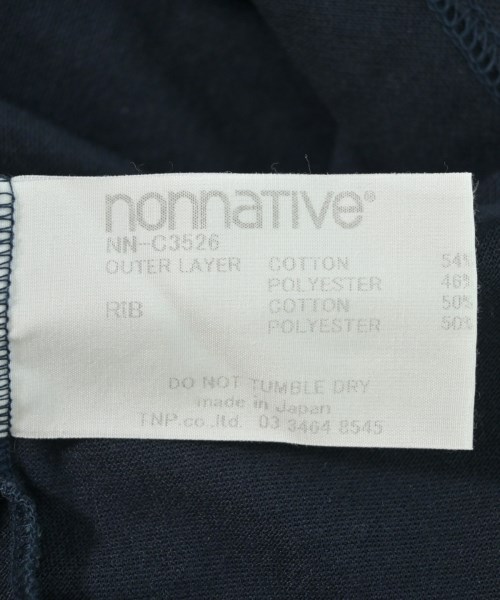 nonnative®
NN-C3526
OUTER LAYER COTTON 54%
POLYESTER 46%
RIB COTTON 50%
POLYESTER 50%
DO NOT TUMBLE DRY
made in Japan
TNP.co.,ltd. 03 3464 8545